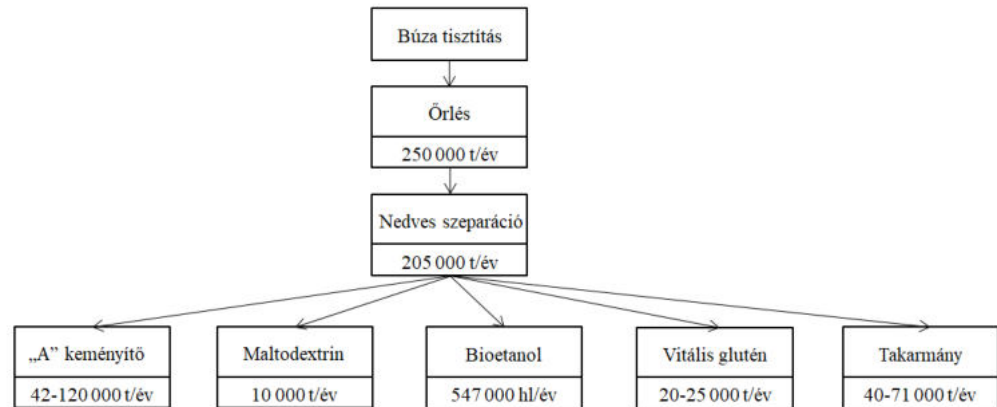 Búza tisztítás
Őrlés
250 000 t/év
Nedves szeparáció
205 000 t/év
„A” keményítő
42-120 000 t/év
Maltodextrin
10 000 t/év
Bioetanol
547 000 hl/év
Vitális glutén
20-25 000 t/év
Takarmány
40-71 000 t/év